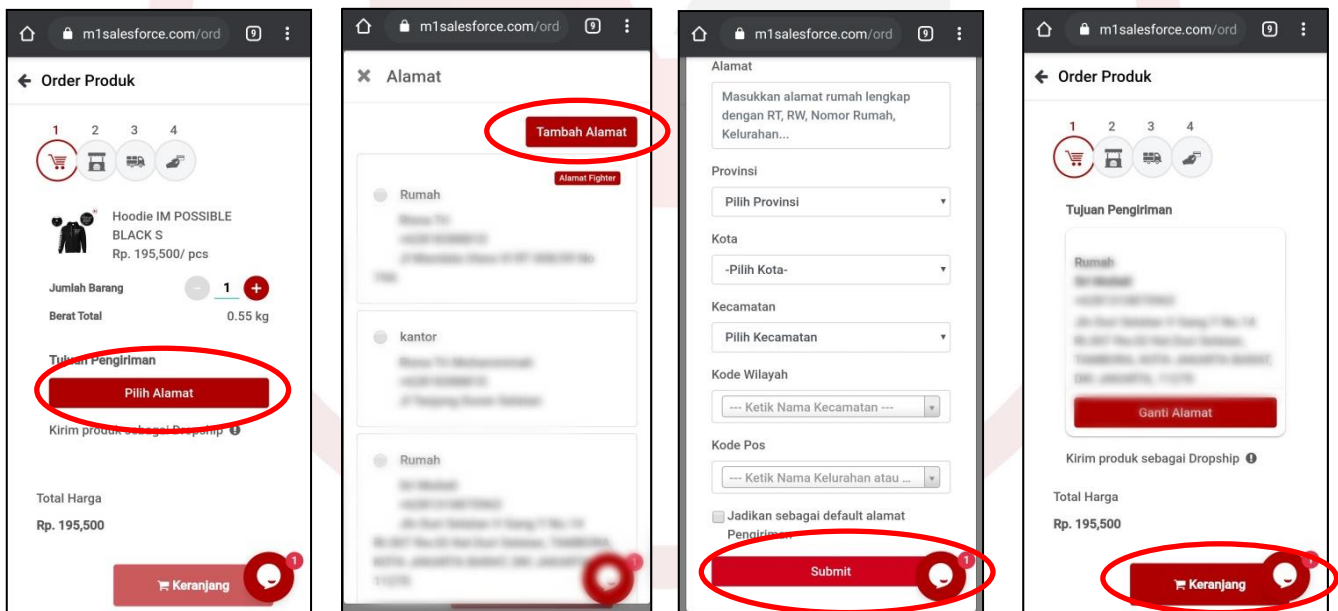 m1salesforce.com/ord 9
Order Produk
1 2 3 4
Hoodie IM POSSIBLE
BLACK S
Rp. 195,500/ pcs
Jumlah Barang - 1 +
Berat Total 0.55 kg
Tujuan Pengiriman
Pilih Alamat
Kirim produk sebagai Dropship
Total Harga
Rp. 195,500
Keranjang
1
m1salesforce.com/ord 9
Alamat
Tambah Alamat
Alamat Fighter
Rumah
kantor
Rumah
m1salesforce.com/ord 9
Alamat
Masukkan alamat rumah lengkap
dengan RT, RW, Nomor Rumah,
Kelurahan...
Provinsi
Pilih Provinsi
Kota
-Pilih Kota-
Kecamatan
Pilih Kecamatan
Kode Wilayah
--- Ketik Nama Kecamatan ---
Kode Pos
--- Ketik Nama Kelurahan atau ...
Jadikan sebagai default alamat
Pengiriman
Submit
1
m1salesforce.com/ord 9
Order Produk
1 2 3 4
Tujuan Pengiriman
Rumah
Ganti Alamat
Kirim produk sebagai Dropship
Total Harga
Rp. 195,500
Keranjang
1